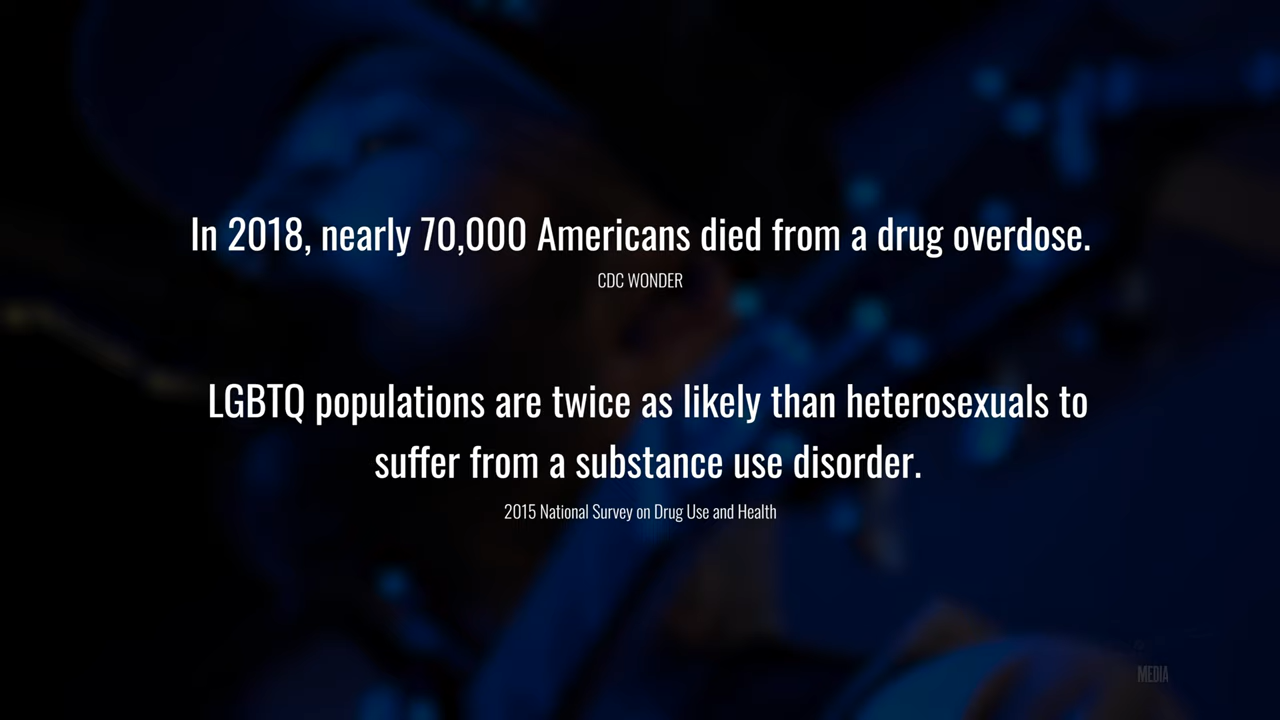 In 2018, nearly 70,000 Americans died from a drug overdose.
CDC WONDER
LGBTQ populations are twice as likely than heterosexuals to
suffer from a substance use disorder.
2015 National Survey on Drug Use and Health
MEDIA